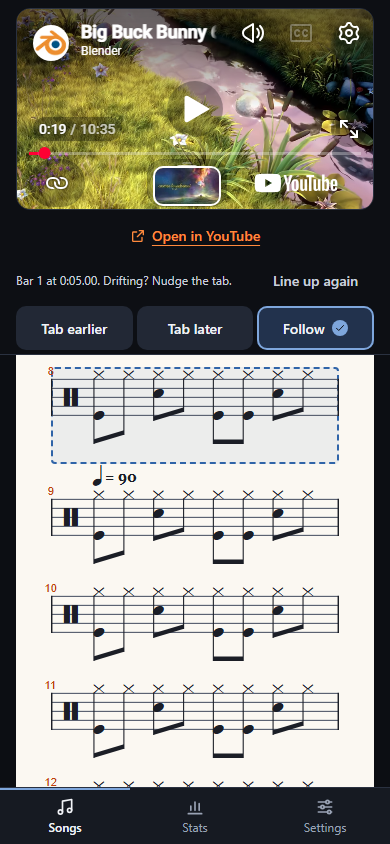 Big Buck Bunny
Blender
CC
0:19 / 10:35
YouTube
Open in YouTube
Bar 1 at 0:05.00. Drifting? Nudge the tab.
Line up again
Tab earlier
Tab later
Follow
8
= 90
9
10
11
12
Songs
Stats
Settings